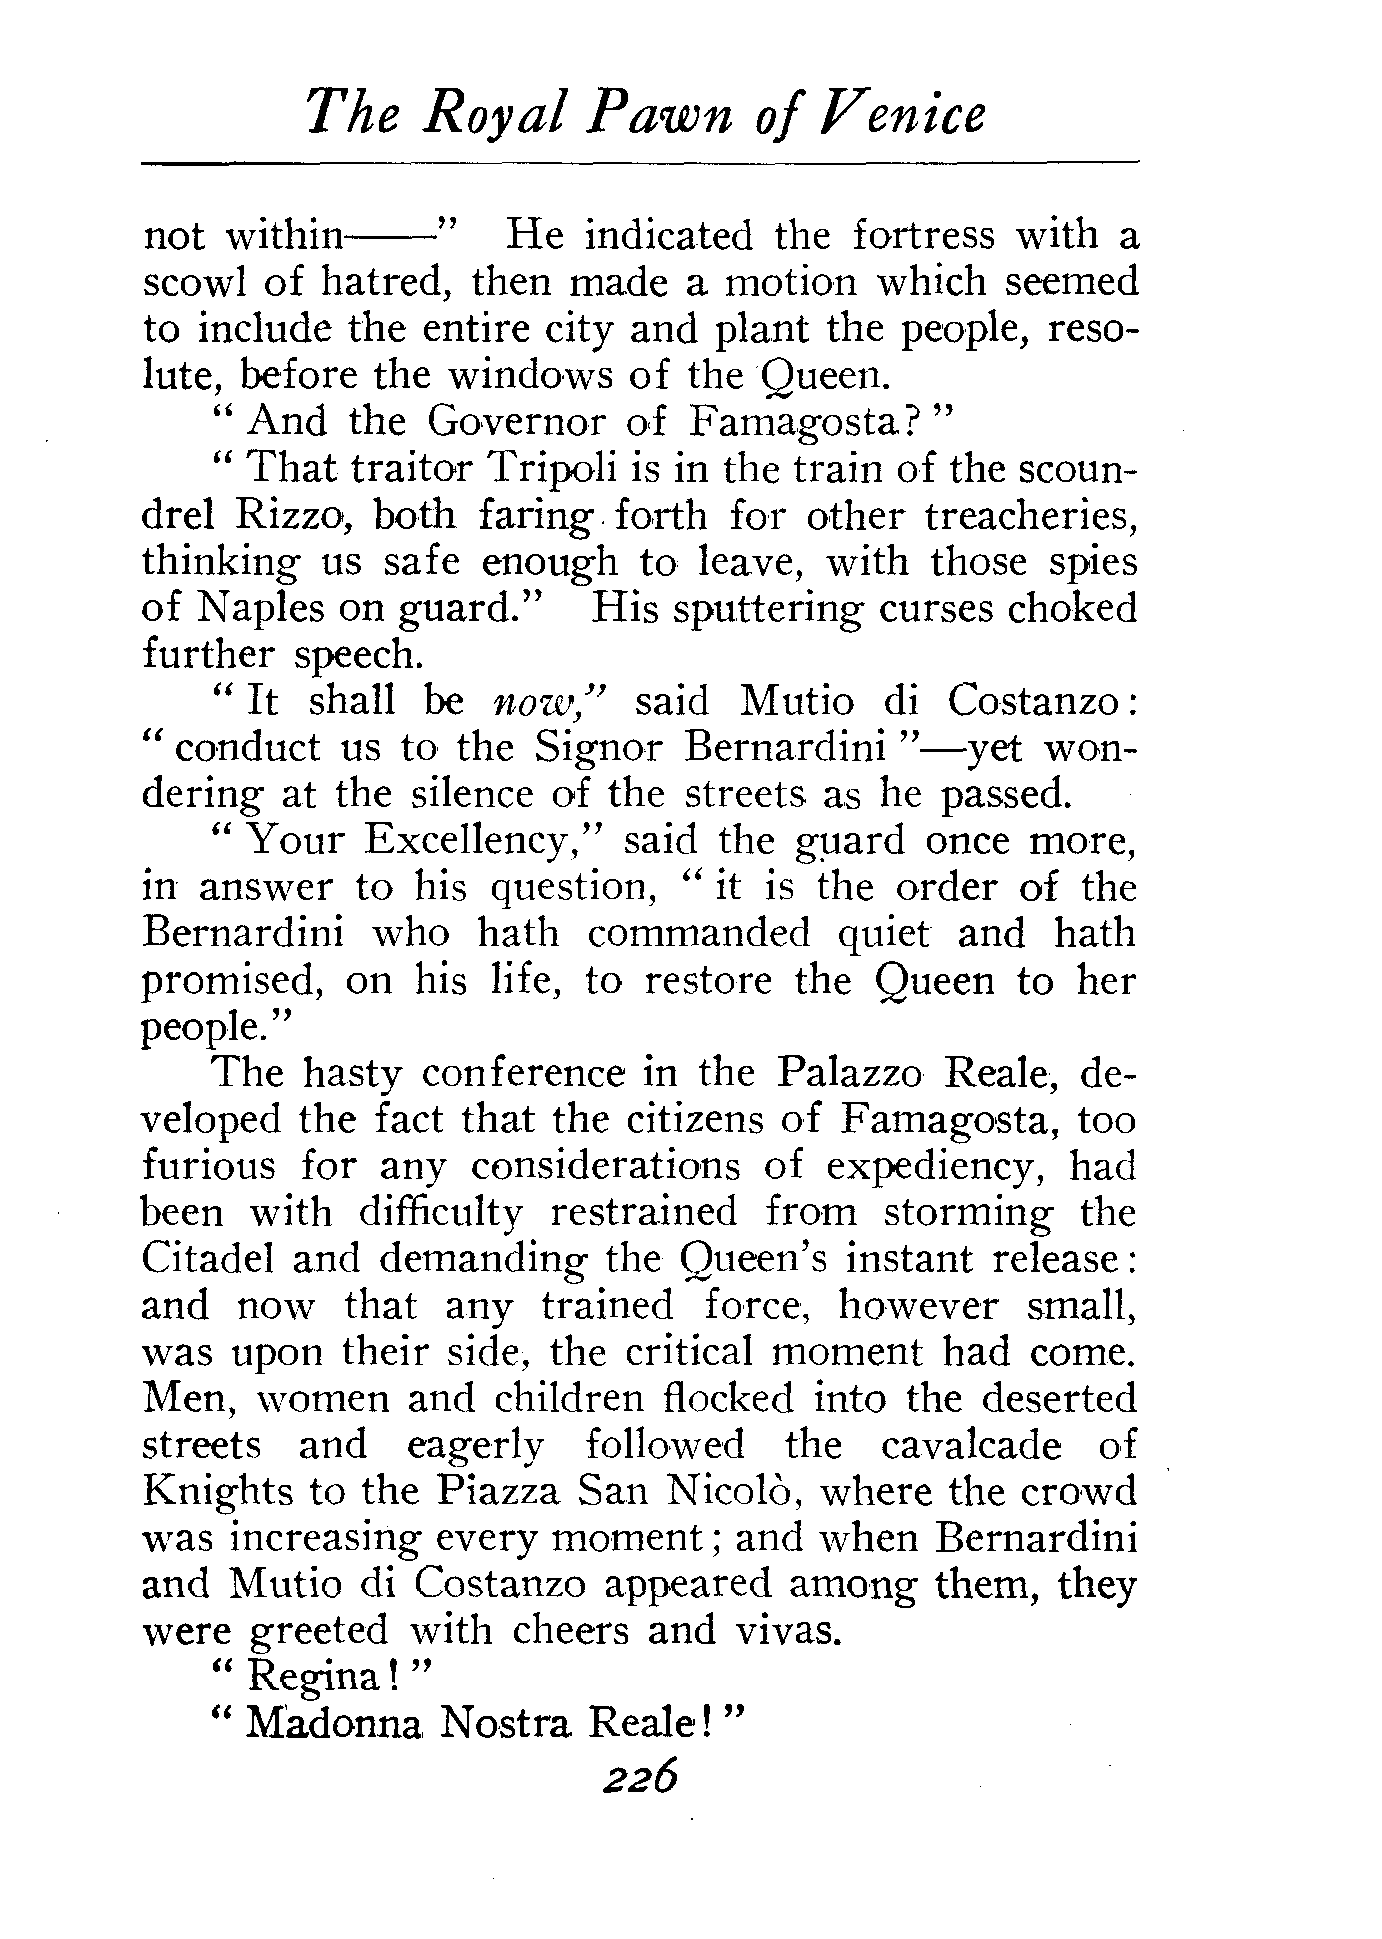 The Royal Pawn of Venice
not within——" He indicated the fortress with a
scowl of hatred, then made a motion which seemed
to include the entire city and plant the people, reso-
lute, before the windows of the Queen.
" And the Governor of Famagosta? "
" That traitor Tripoli is in the train of the scoun-
drel Rizzo, both faring forth for other treacheries,
thinking us safe enough to leave, with those spies
of Naples on guard." His sputtering curses choked
further speech.
" It shall be now," said Mutio di Costanzo:
" conduct us to the Signor Bernardini "—yet won-
dering at the silence of the streets as he passed.
" Your Excellency," said the guard once more,
in answer to his question, " it is the order of the
Bernardini who hath commanded quiet and hath
promised, on his life, to restore the Queen to her
people."
The hasty conference in the Palazzo Reale, de-
veloped the fact that the citizens of Famagosta, too
furious for any considerations of expediency, had
been with difficulty restrained from storming the
Citadel and demanding the Queen's instant release:
and now that any trained force, however small,
was upon their side, the critical moment had come.
Men, women and children flocked into the deserted
streets and eagerly followed the cavalcade of
Knights to the Piazza San Nicolò, where the crowd
was increasing every moment; and when Bernardini
and Mutio di Costanzo appeared among them, they
were greeted with cheers and vivas.
" Regina! "
" Madonna Nostra Reale! "
226